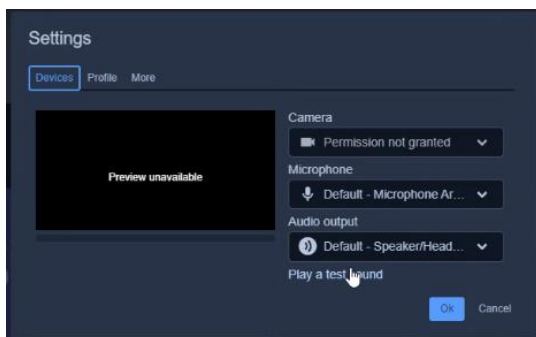 Settings
Devices Profile More
Camera
Permission not granted
Preview unavailable
Microphone
Default - Microphone Ar...
Audio output
Default - Speaker/Head...
Play a test sound
Ok Cancel